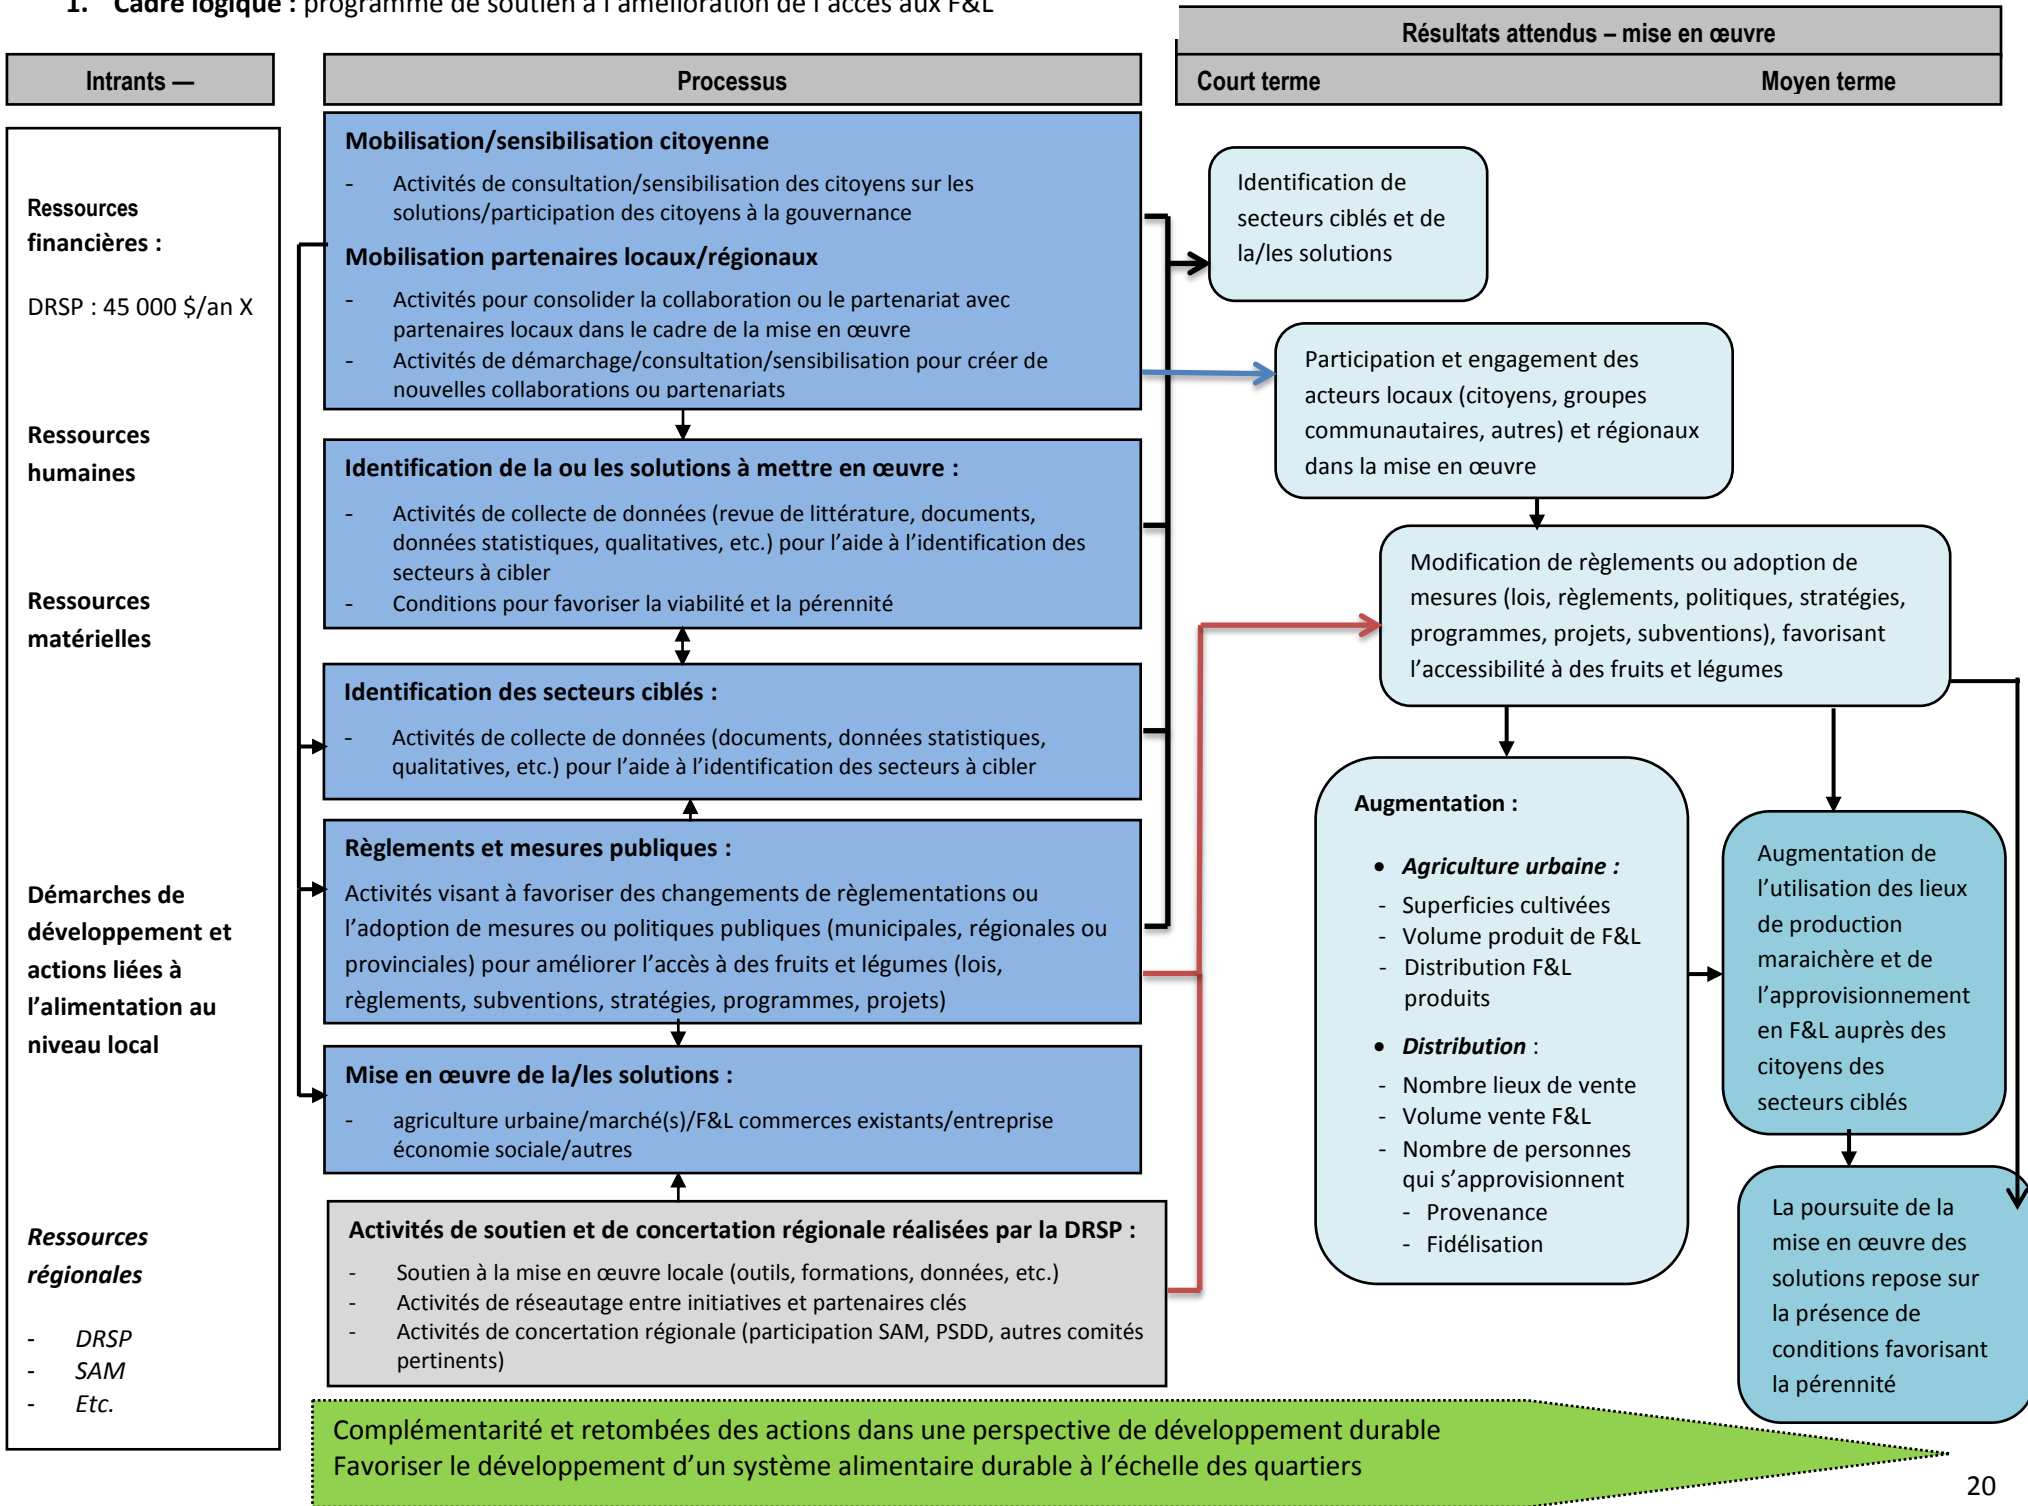 1. Cadre logique : programme de soutien à l'amélioration de l'accès aux F&L
Résultats attendus – mise en œuvre
Intrants —
Processus
Court terme
Moyen terme
Ressources
financières :
DRSP : 45 000 $/an X
Ressources
humaines
Ressources
matérielles
Démarches de
développement et
actions liées à
l'alimentation au
niveau local
Ressources
régionales
- DRSP
- SAM
- Etc.
Mobilisation/sensibilisation citoyenne
- Activités de consultation/sensibilisation des citoyens sur les
solutions/participation des citoyens à la gouvernance
Mobilisation partenaires locaux/régionaux
- Activités pour consolider la collaboration ou le partenariat avec
partenaires locaux dans le cadre de la mise en œuvre
- Activités de démarchage/consultation/sensibilisation pour créer de
nouvelles collaborations ou partenariats
Identification de la ou les solutions à mettre en œuvre :
- Activités de collecte de données (revue de littérature, documents,
données statistiques, qualitatives, etc.) pour l'aide à l'identification des
secteurs à cibler
- Conditions pour favoriser la viabilité et la pérennité
Identification des secteurs ciblés :
- Activités de collecte de données (documents, données statistiques,
qualitatives, etc.) pour l'aide à l'identification des secteurs à cibler
Règlements et mesures publiques :
Activités visant à favoriser des changements de règlementations ou
l'adoption de mesures ou politiques publiques (municipales, régionales ou
provinciales) pour améliorer l'accès à des fruits et légumes (lois,
règlements, subventions, stratégies, programmes, projets)
Mise en œuvre de la/les solutions :
- agriculture urbaine/marché(s)/F&L commerces existants/entreprise
économie sociale/autres
Activités de soutien et de concertation régionale réalisées par la DRSP :
- Soutien à la mise en œuvre locale (outils, formations, données, etc.)
- Activités de réseautage entre initiatives et partenaires clés
- Activités de concertation régionale (participation SAM, PSDD, autres comités
pertinents)
Identification de
secteurs ciblés et de
la/les solutions
Participation et engagement des
acteurs locaux (citoyens, groupes
communautaires, autres) et régionaux
dans la mise en œuvre
Modification de règlements ou adoption de
mesures (lois, règlements, politiques, stratégies,
programmes, projets, subventions), favorisant
l'accessibilité à des fruits et légumes
Augmentation :
• Agriculture urbaine :
- Superficies cultivées
- Volume produit de F&L
- Distribution F&L
produits
• Distribution :
- Nombre lieux de vente
- Volume vente F&L
- Nombre de personnes
qui s'approvisionnent
- Provenance
- Fidélisation
Augmentation de
l'utilisation des lieux
de production
maraichère et de
l'approvisionnement
en F&L auprès des
citoyens des
secteurs ciblés
La poursuite de la
mise en œuvre des
solutions repose sur
la présence de
conditions favorisant
la pérennité
Complémentarité et retombées des actions dans une perspective de développement durable
Favoriser le développement d'un système alimentaire durable à l'échelle des quartiers
20